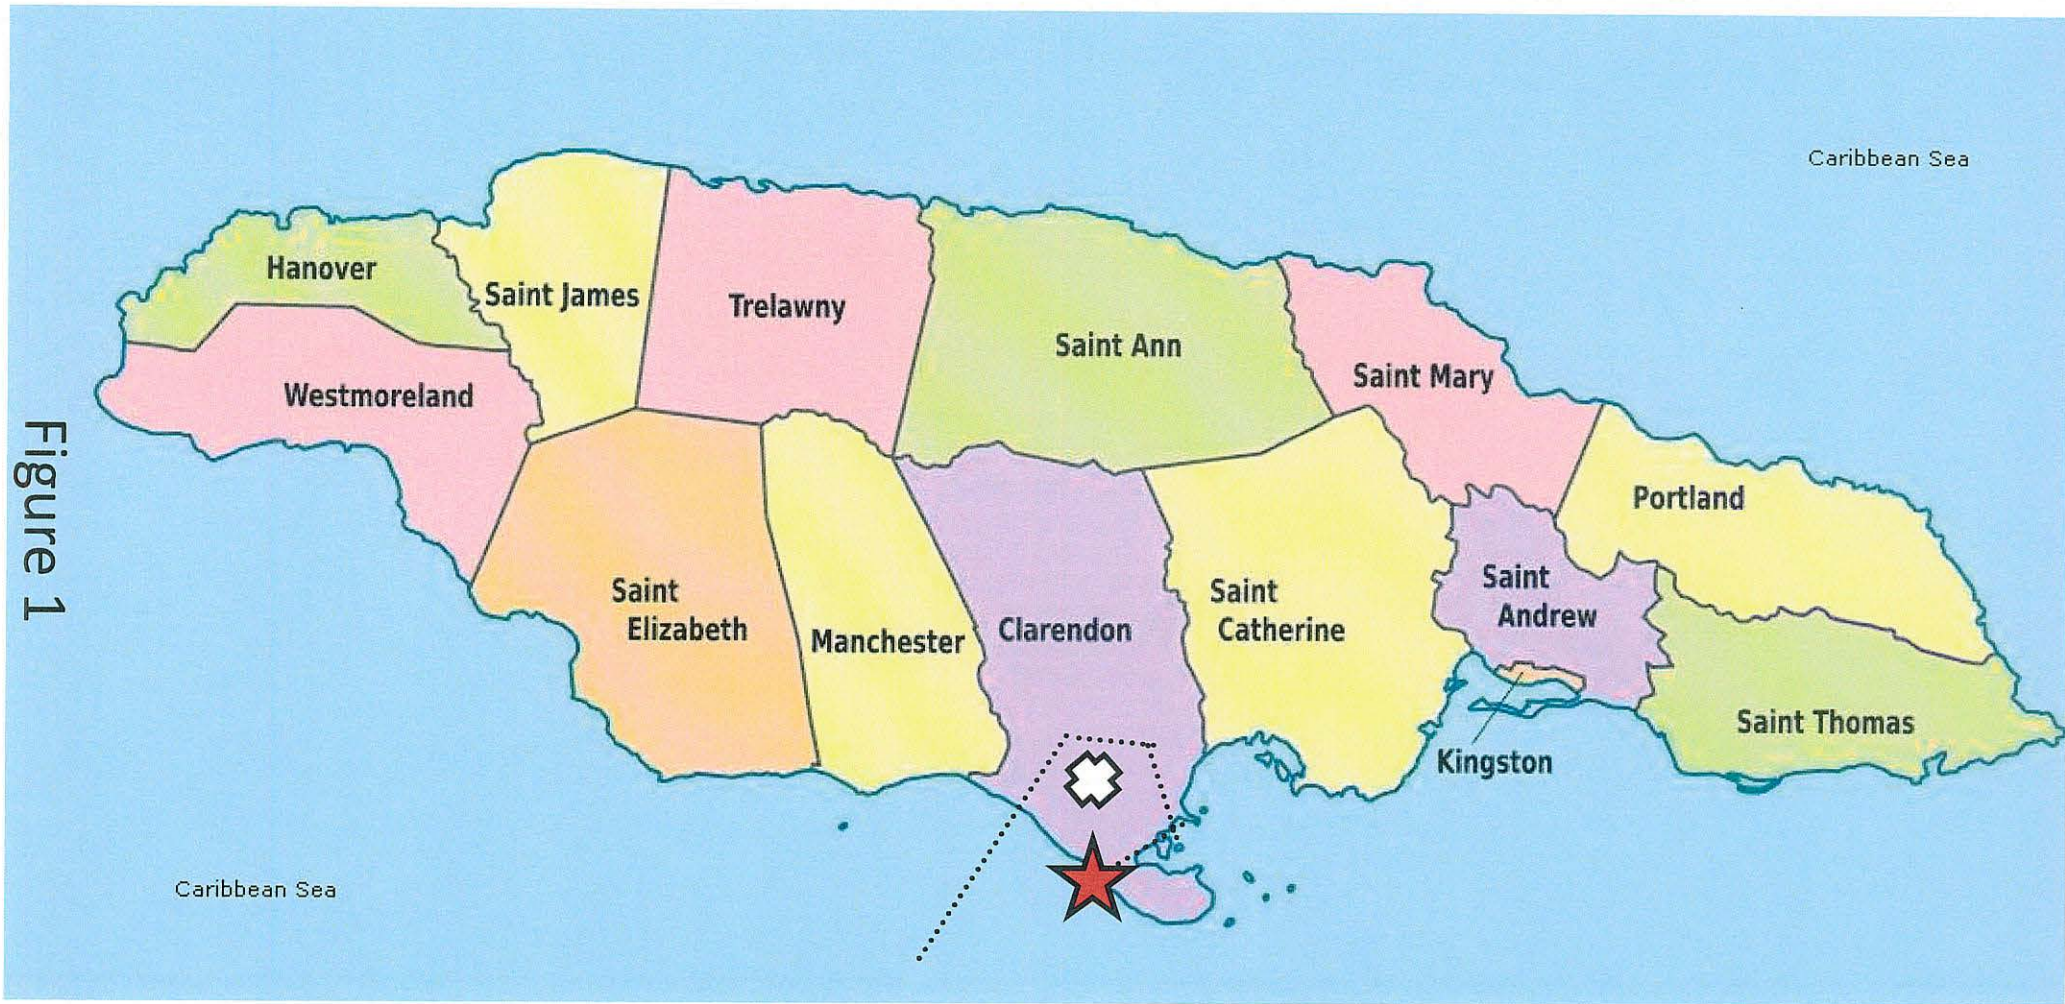 Caribbean Sea
Hanover
Saint James
Trelawny
Saint Ann
Saint Mary
Westmoreland
Portland
Saint
Elizabeth
Manchester
Clarendon
Saint
Catherine
Saint
Andrew
Saint Thomas
Kingston
Caribbean Sea
Figure 1